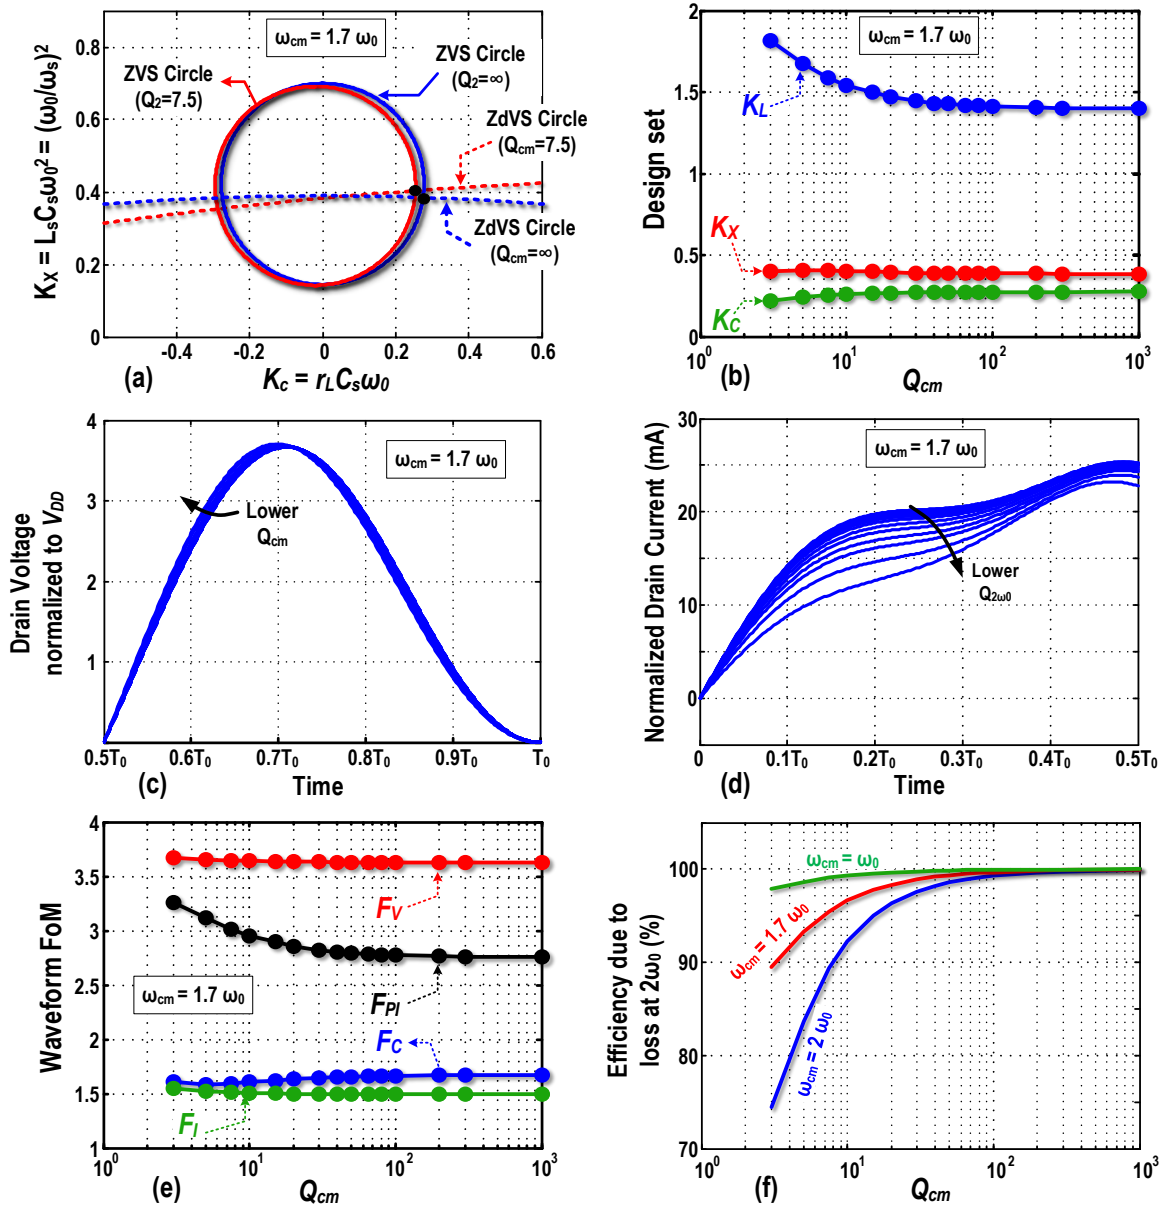 0.8
0.6
0.4
0.2
0
-0.4
-0.2
0
0.2
0.4
0.6
K_X = L_sC_sω_0^2 = (ω_0/ω_s)^2
K_c = r_LC_sω_0
ω_cm = 1.7 ω_0
ZVS Circle
(Q_2=7.5)
ZVS Circle
(Q_2=∞)
ZdVS Circle
(Q_cm=7.5)
ZdVS Circle
(Q_cm=∞)
(a)
2
1.5
1
0.5
0
10^0
10^1
10^2
10^3
Design set
Q_cm
ω_cm = 1.7 ω_0
K_L
K_X
K_C
(b)
4
3
2
1
0.5T_0
0.6T_0
0.7T_0
0.8T_0
0.9T_0
T_0
Drain Voltage
normalized to V_DD
Time
ω_cm = 1.7 ω_0
Lower
Q_cm
(c)
30
20
10
0
0
0.1T_0
0.2T_0
0.3T_0
0.4T_0
0.5T_0
Normalized Drain Current (mA)
Time
ω_cm = 1.7 ω_0
Lower
Q_2ω0
(d)
4
3.5
3
2.5
2
1.5
1
10^0
10^1
10^2
10^3
Waveform FoM
Q_cm
ω_cm = 1.7 ω_0
F_V
F_PI
F_C
F_I
(e)
100
90
80
70
10^0
10^1
10^2
10^3
Efficiency due to
loss at 2ω_0 (%)
Q_cm
ω_cm = ω_0
ω_cm = 1.7 ω_0
ω_cm = 2 ω_0
(f)